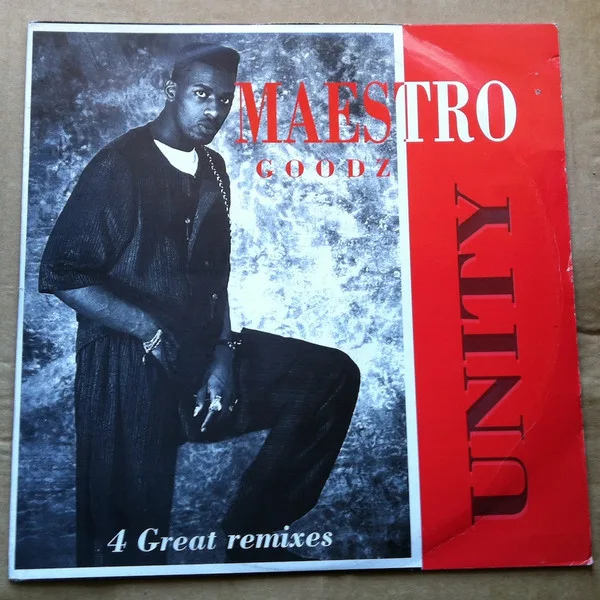 MAESTRO
GOODZ
UNITY
4 Great remixes